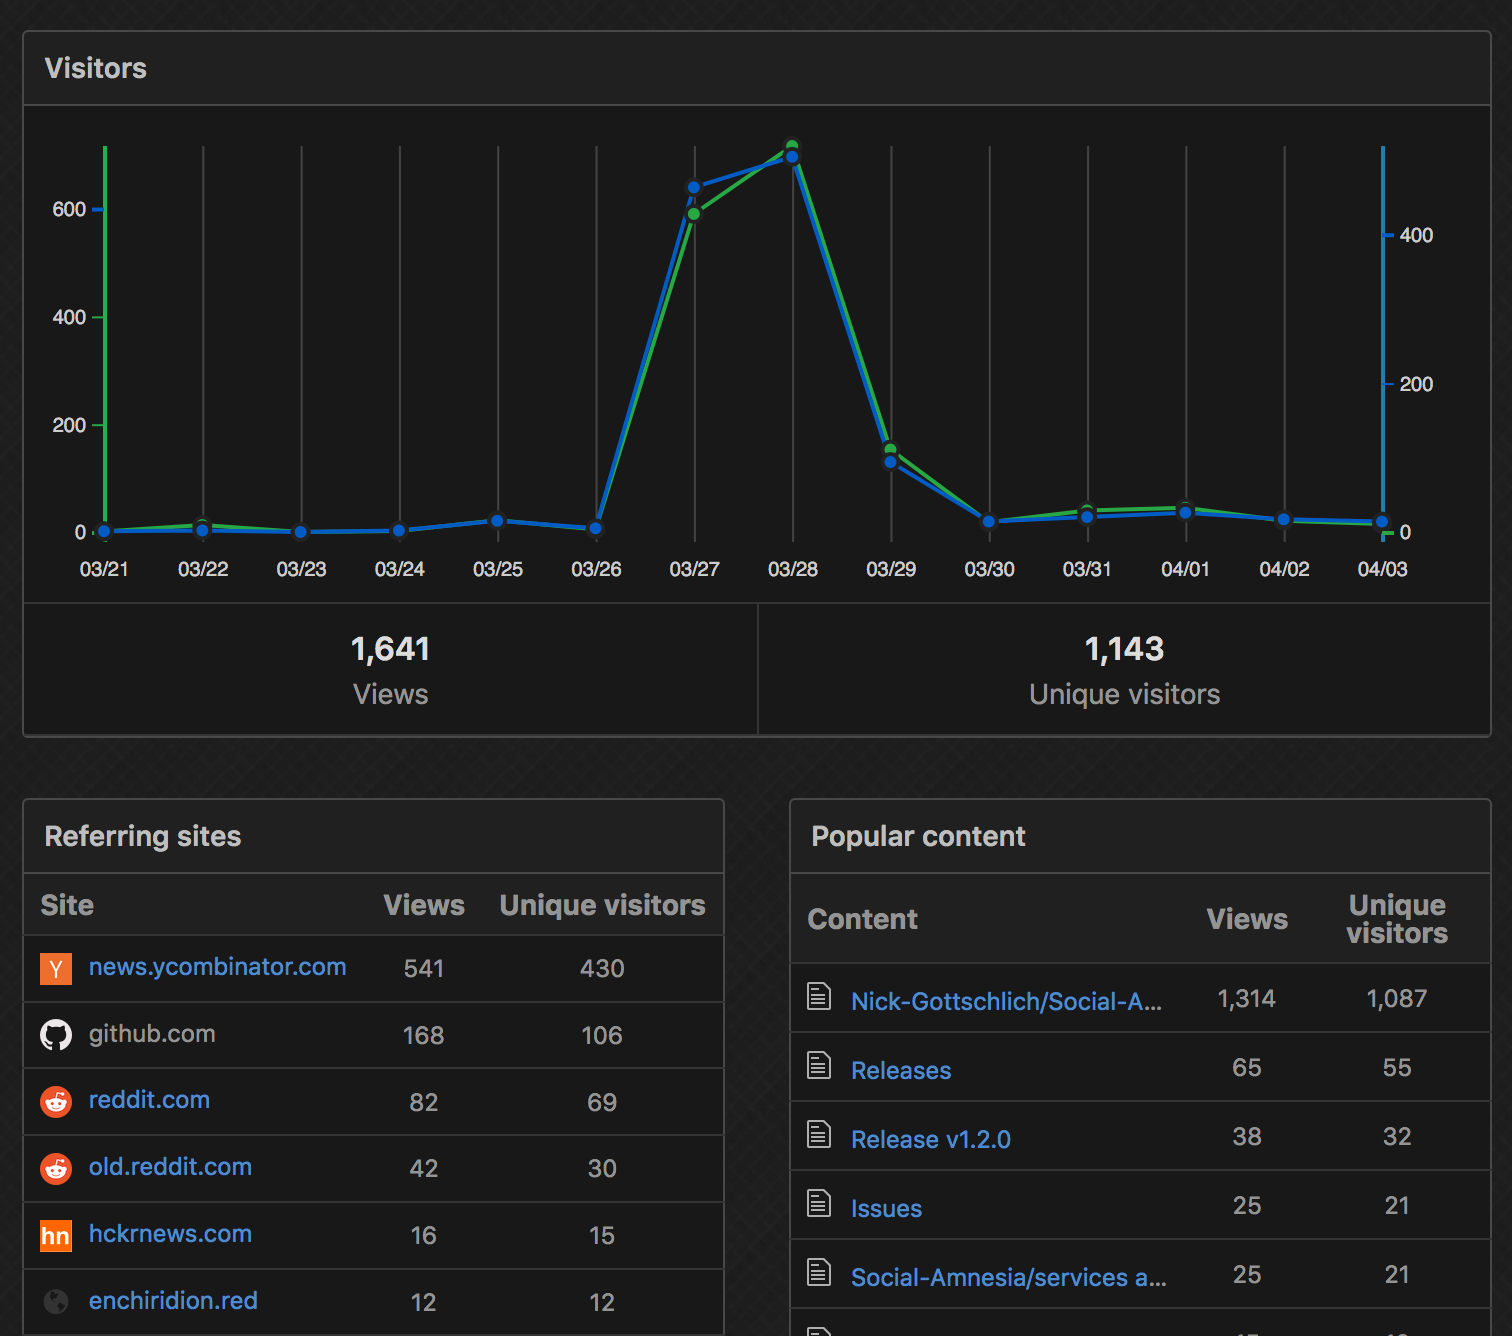 Visitors
600
400
200
0
400
200
0
03/21 03/22 03/23 03/24 03/25 03/26 03/27 03/28 03/29 03/30 03/31 04/01 04/02 04/03
1,641
Views
1,143
Unique visitors
Referring sites
Site Views Unique visitors
Y news.ycombinator.com 541 430
github.com 168 106
reddit.com 82 69
old.reddit.com 42 30
hn hckrnews.com 16 15
enchiridion.red 12 12
Popular content
Content Views Unique visitors
Nick-Gottschlich/Social-A... 1,314 1,087
Releases 65 55
Release v1.2.0 38 32
Issues 25 21
Social-Amnesia/services a... 25 21